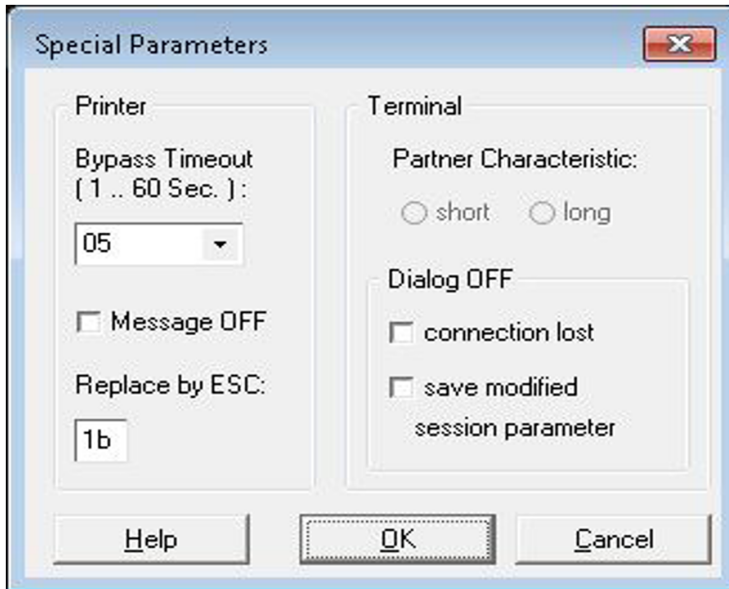 Special Parameters
Printer
Bypass Timeout
( 1 .. 60 Sec. ) :
05
Message OFF
Replace by ESC:
1b
Terminal
Partner Characteristic:
short long
Dialog OFF
connection lost
save modified
session parameter
Help OK Cancel